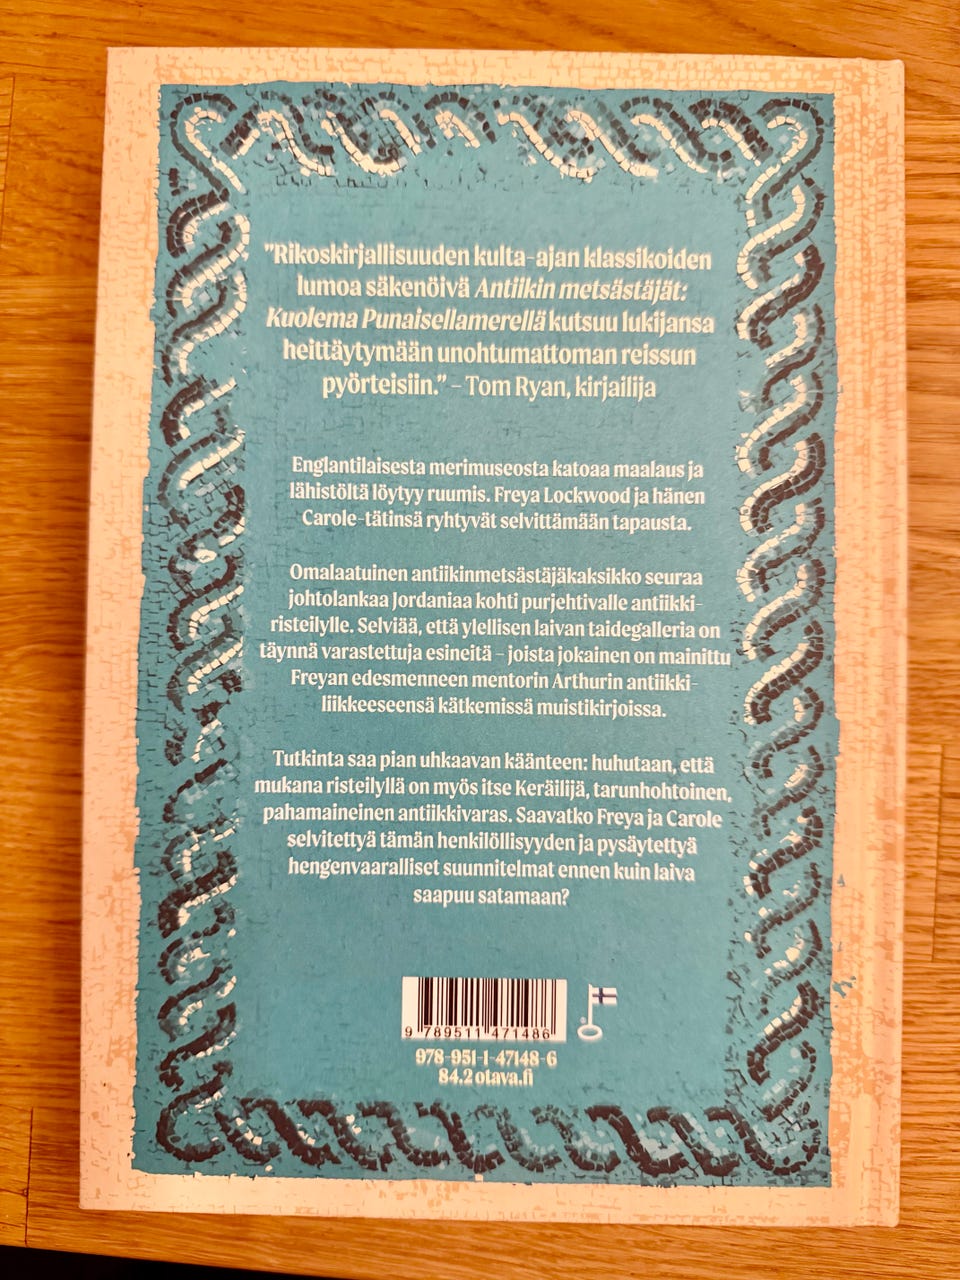 "Rikoskirjallisuuden kulta-ajan klassikoiden
lumoa säkenöivä Antiikin metsästäjät:
Kuolema Punaisellamerellä kutsuu lukijansa
heittäytymään unohtumattoman reissun
pyörteisiin." – Tom Ryan, kirjailija
Englantilaisesta merimuseosta katoaa maalaus ja
lähistöltä löytyy ruumis. Freya Lockwood ja hänen
Carole-tätinsä ryhtyvät selvittämään tapausta.
Omalaatuinen antiikinmetsästäjäkaksikko seuraa
johtolankaa Jordaniaa kohti purjehtivalle antiikki-
risteilylle. Selviää, että ylellisen laivan taidegalleria on
täynnä varastettuja esineitä – joista jokainen on mainittu
Freyan edesmenneen mentorin Arthurin antiikki-
liikkeeseensä kätkemissä muistikirjoissa.
Tutkinta saa pian uhkaavan käänteen: huhutaan, että
mukana risteilyllä on myös itse Keräilijä, tarunhohtoinen,
pahamaineinen antiikkivaras. Saavatko Freya ja Carole
selvitettyä tämän henkilöllisyyden ja pysäytettyä
hengenvaaralliset suunnitelmat ennen kuin laiva
saapuu satamaan?
9 789511 471486
978-951-1-47148-6
84.2 otava.fi